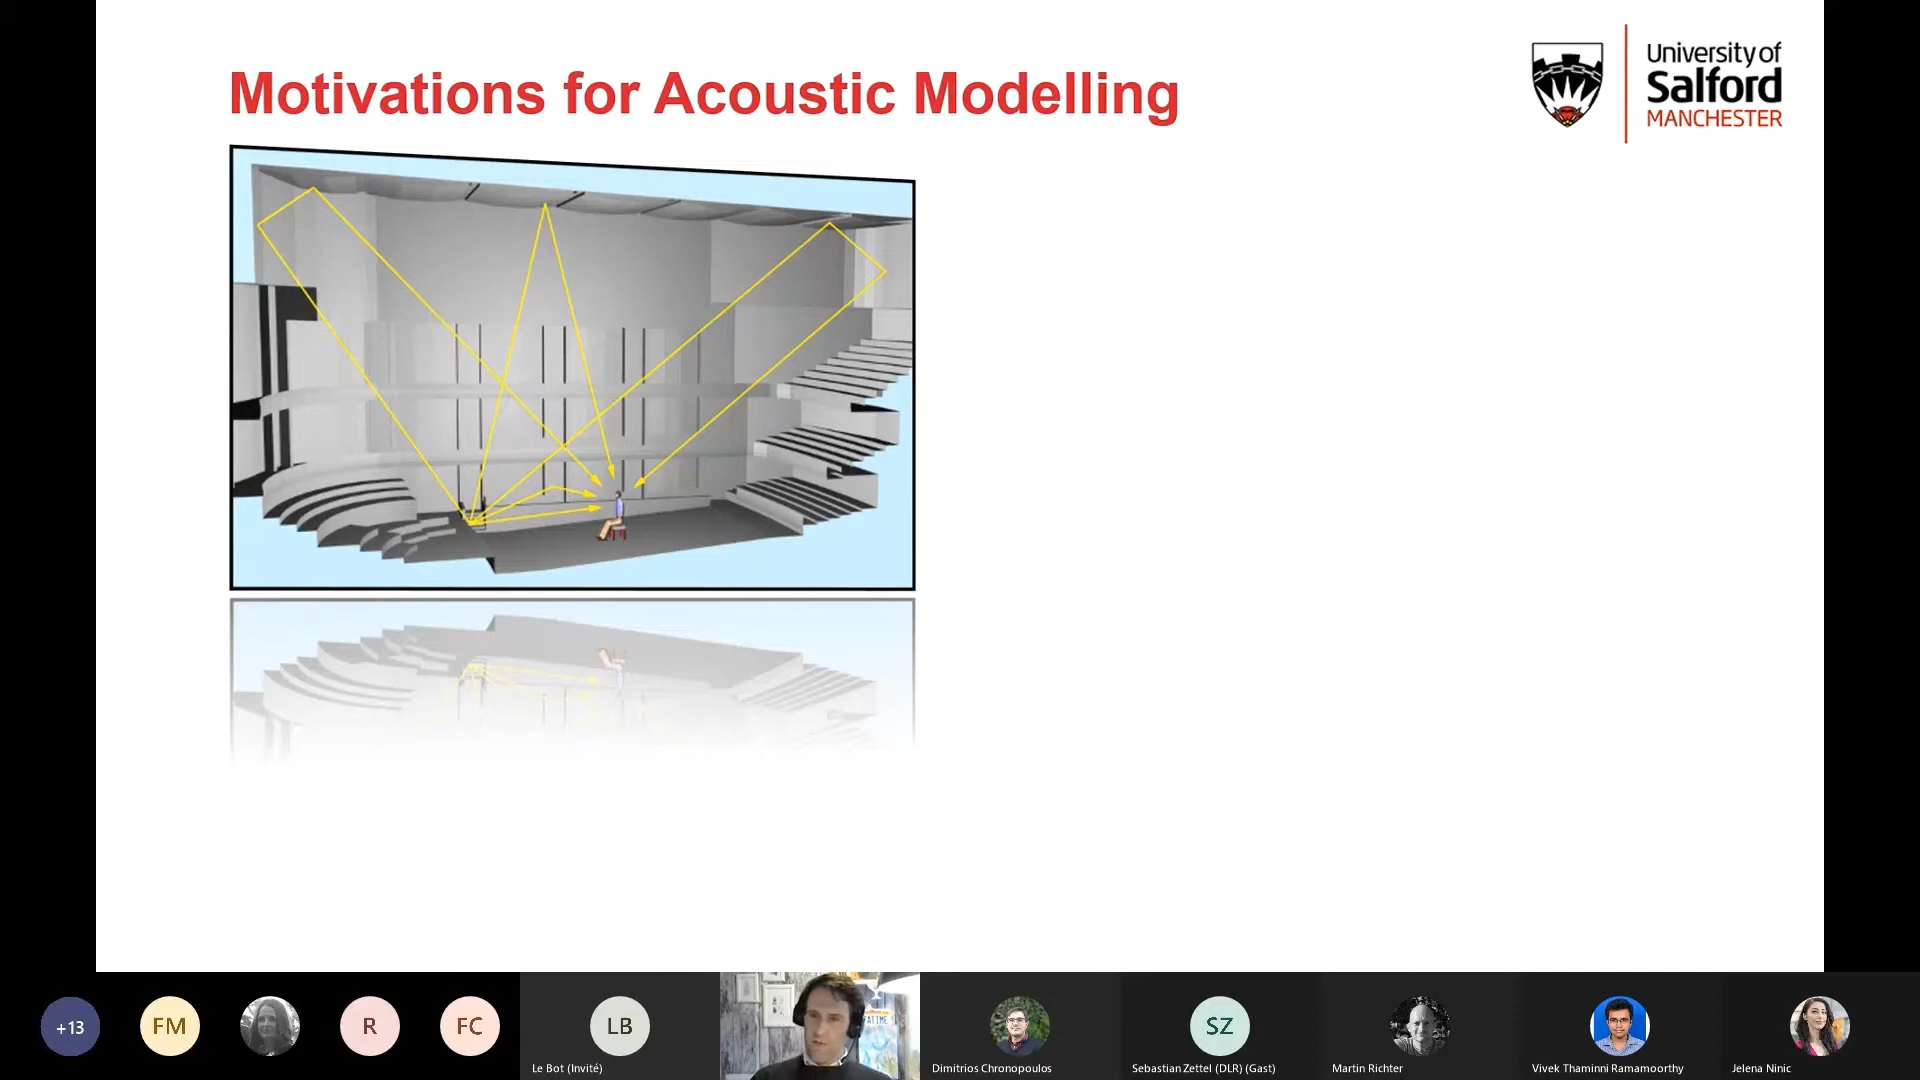 Motivations for Acoustic Modelling
University of
Salford
MANCHESTER
+13
FM
R
FC
LB
Le Bot (Invité)
Dimitrios Chronopoulos
SZ
Sebastian Zettel (DLR) (Gast)
Martin Richter
Vivek Thaminni Ramamoorthy
Jelena Ninic